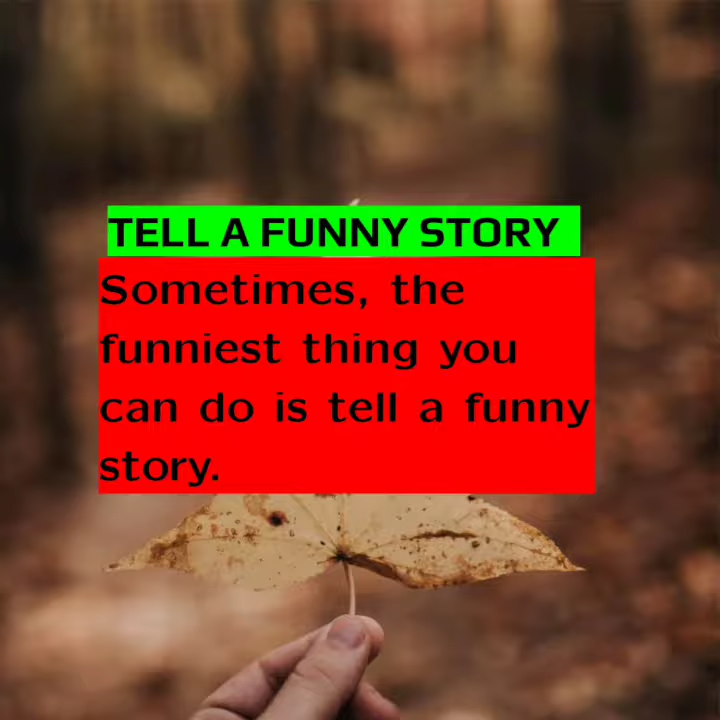 TELL A FUNNY STORY
Sometimes, the
funniest thing you
can do is tell a funny
story.